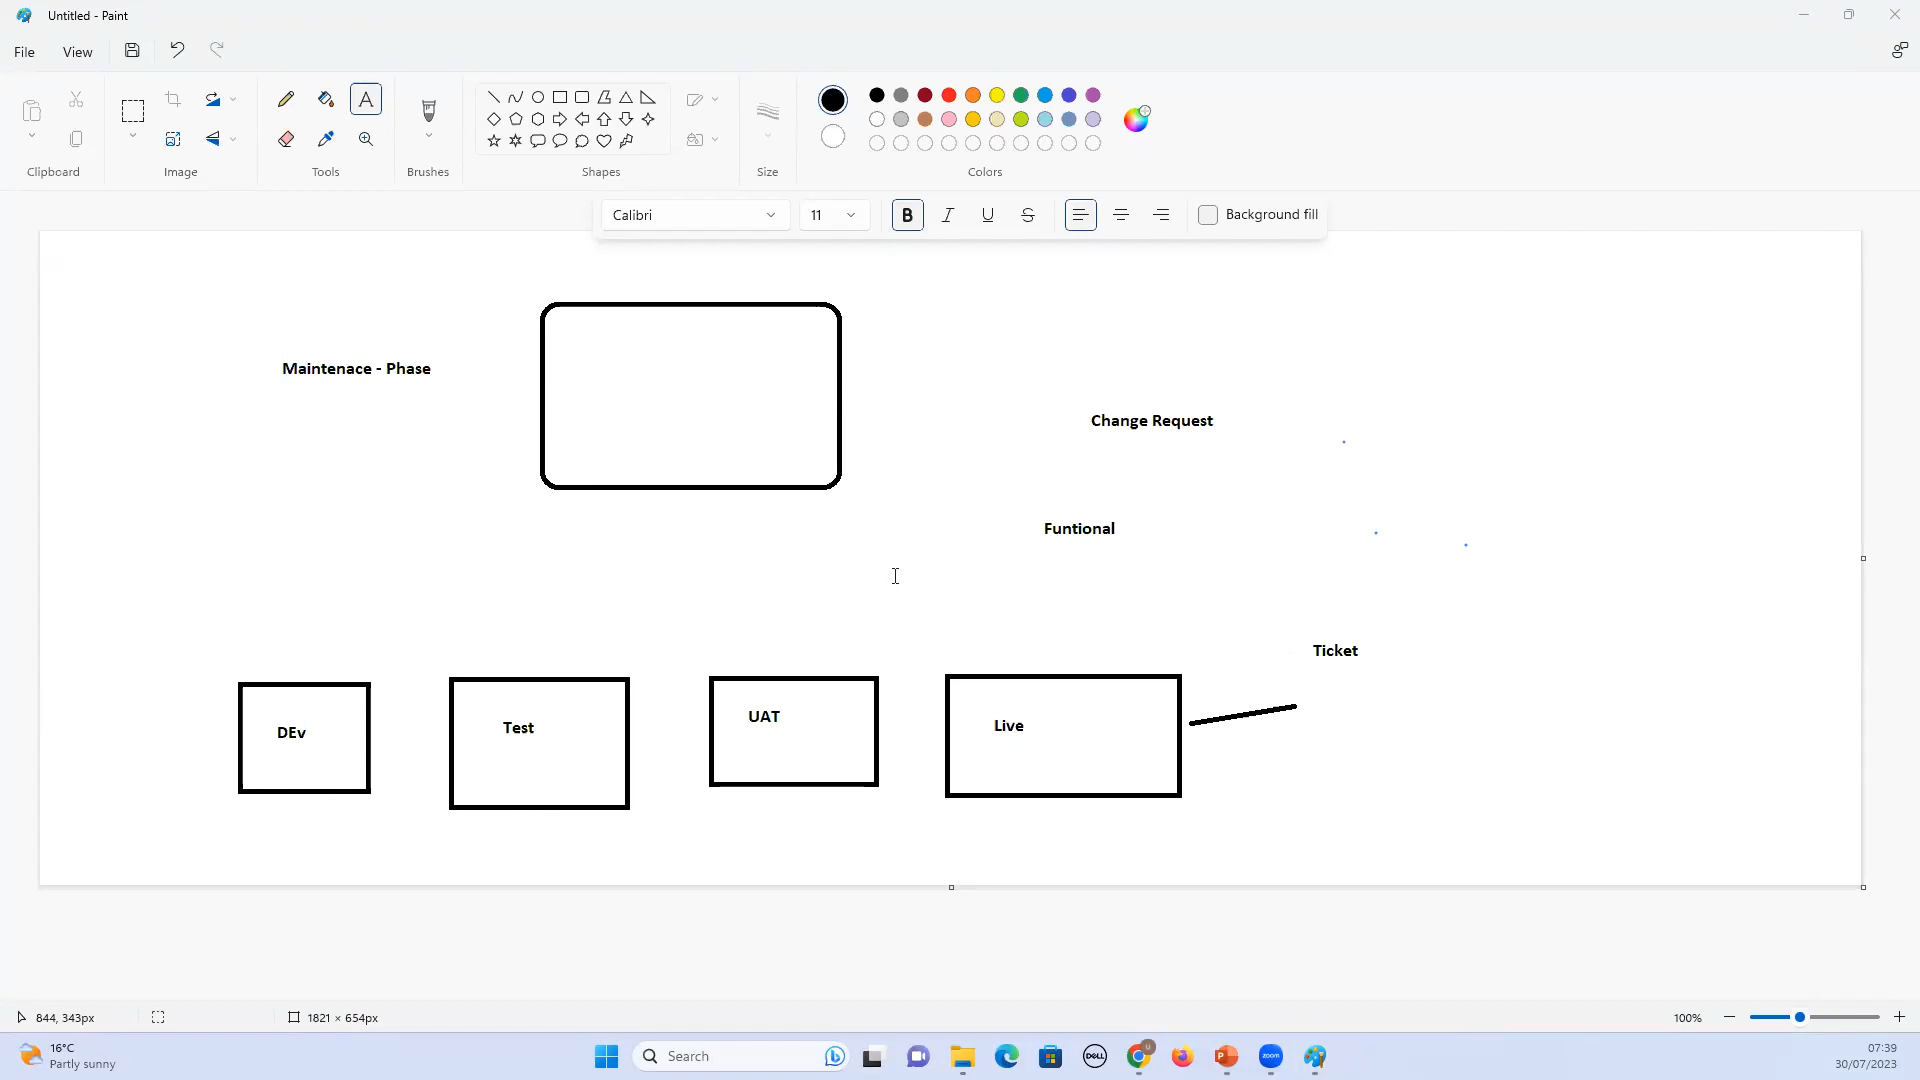 Untitled - Paint
File
View
Clipboard
Image
Tools
Brushes
Shapes
Size
Colors
Calibri
11
B
Background fill
Maintenace - Phase
Change Request
Funtional
Ticket
DEv
Test
UAT
Live
844, 343px
1821 × 654px
100%
16°C
Partly sunny
Search
DELL
zoom
07:39
30/07/2023